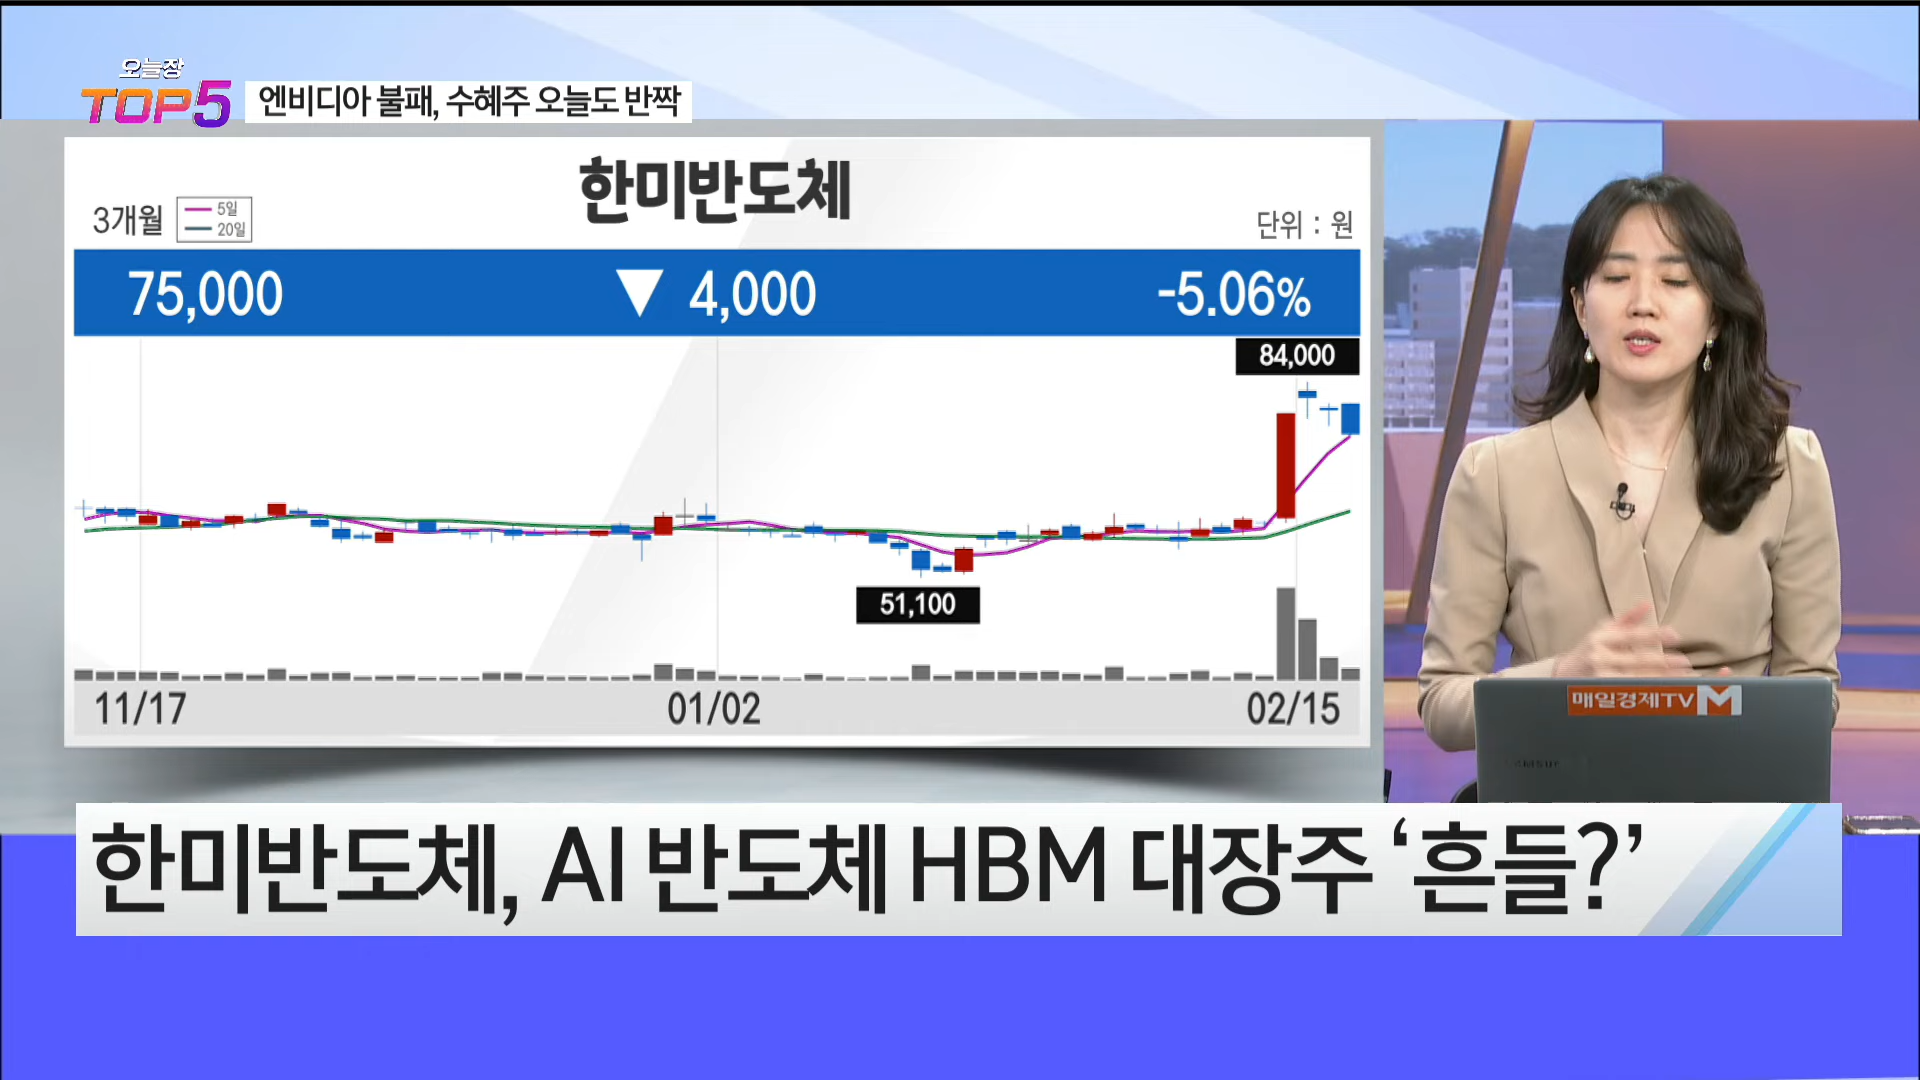 오늘장
TOP5
엔비디아 불패, 수혜주 오늘도 반짝
한미반도체
3개월
5일
20일
단위 : 원
75,000 ▼ 4,000 -5.06%
84,000
51,100
11/17 01/02 02/15
매일경제TV M
SAMSUNG
한미반도체, AI 반도체 HBM 대장주 ‘흔들?’